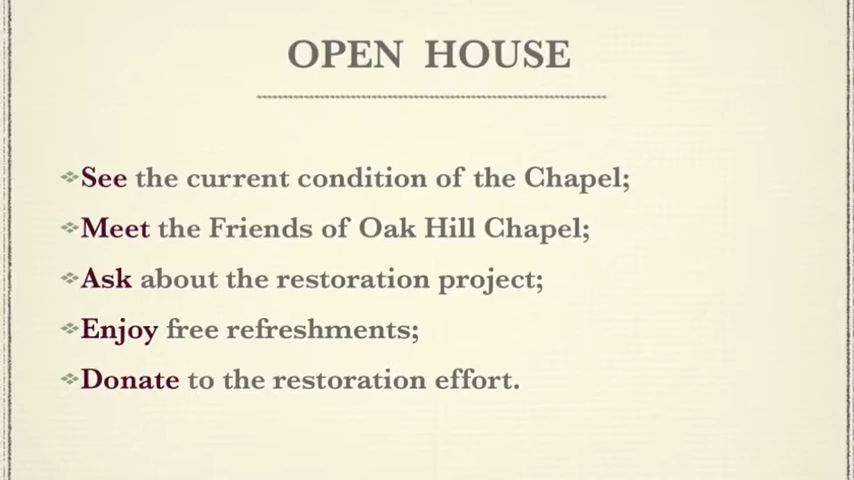 OPEN HOUSE
See the current condition of the Chapel;
Meet the Friends of Oak Hill Chapel;
Ask about the restoration project;
Enjoy free refreshments;
Donate to the restoration effort.